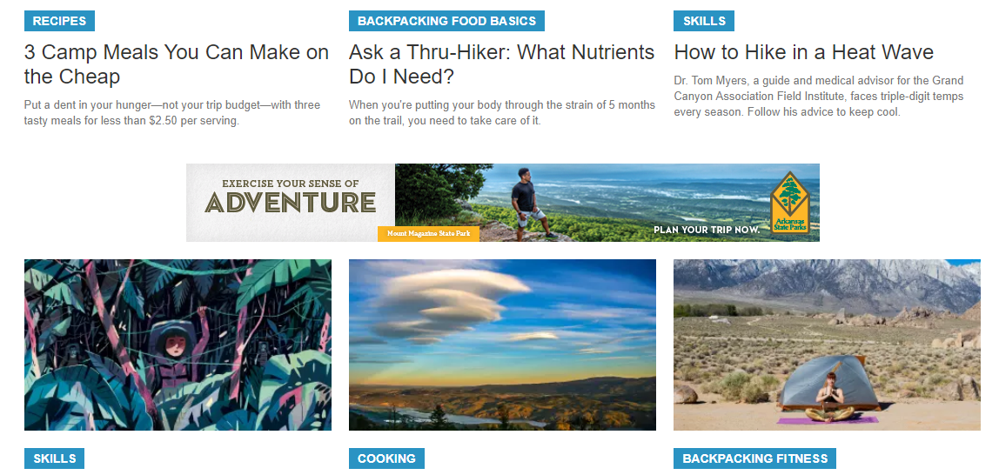 RECIPES
3 Camp Meals You Can Make on
the Cheap
Put a dent in your hunger—not your trip budget—with three
tasty meals for less than $2.50 per serving.
BACKPACKING FOOD BASICS
Ask a Thru-Hiker: What Nutrients
Do I Need?
When you're putting your body through the strain of 5 months
on the trail, you need to take care of it.
SKILLS
How to Hike in a Heat Wave
Dr. Tom Myers, a guide and medical advisor for the Grand
Canyon Association Field Institute, faces triple-digit temps
every season. Follow his advice to keep cool.
EXERCISE YOUR SENSE OF
ADVENTURE
Mount Magazine State Park
PLAN YOUR TRIP NOW.
Arkansas
State Parks
SKILLS
COOKING
BACKPACKING FITNESS